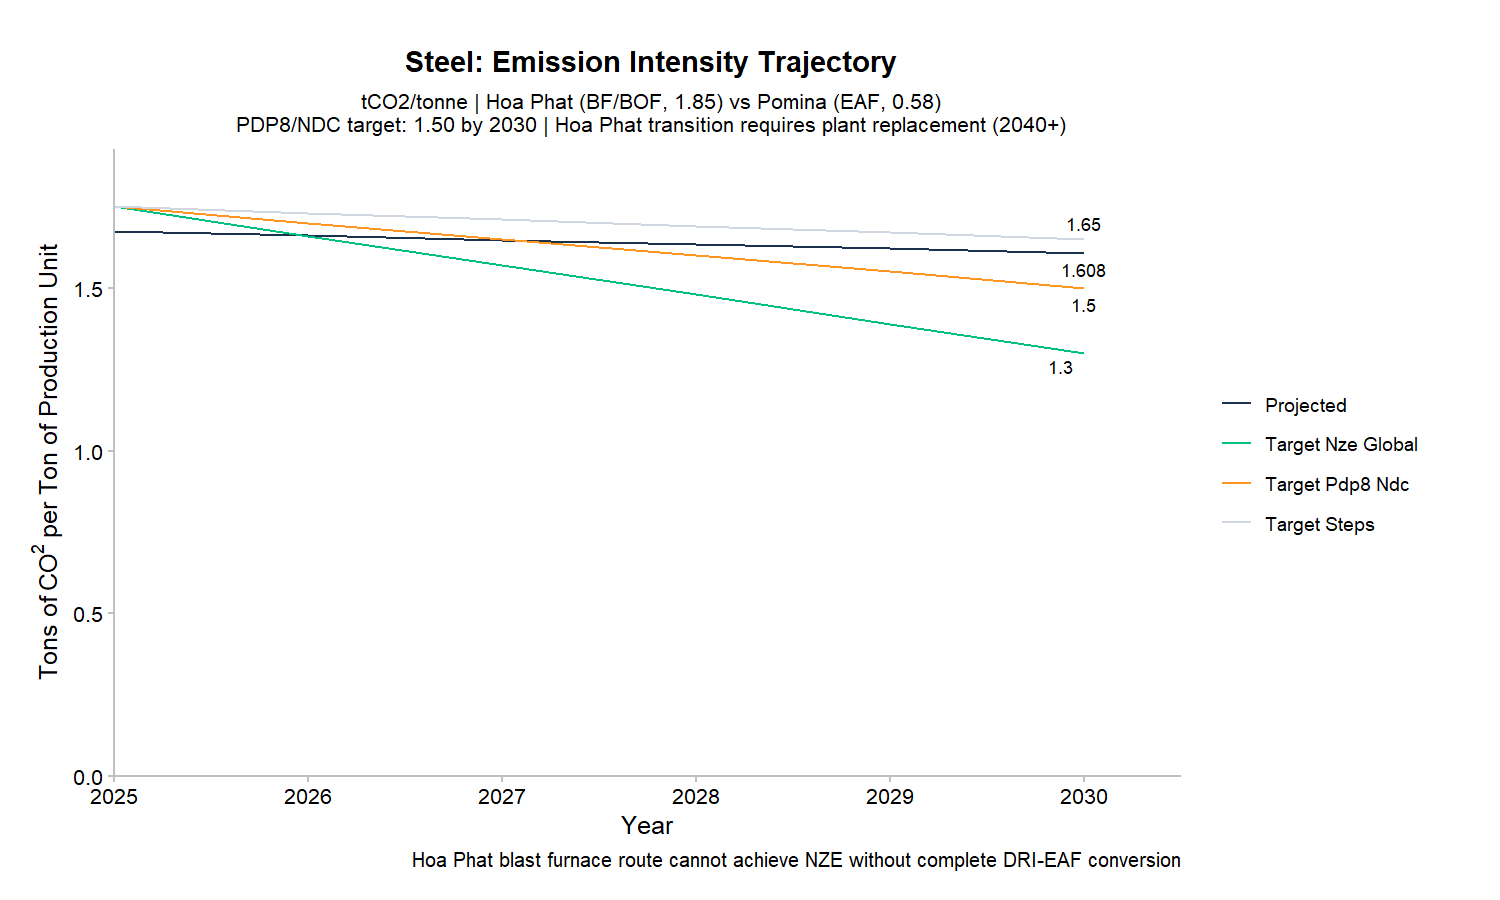 Steel: Emission Intensity Trajectory
tCO2/tonne | Hoa Phat (BF/BOF, 1.85) vs Pomina (EAF, 0.58)
PDP8/NDC target: 1.50 by 2030 | Hoa Phat transition requires plant replacement (2040+)
Tons of CO² per Ton of Production Unit
1.5
1.0
0.5
0.0
1.65
1.608
1.5
1.3
Projected
Target Nze Global
Target Pdp8 Ndc
Target Steps
2025 2026 2027 2028 2029 2030
Year
Hoa Phat blast furnace route cannot achieve NZE without complete DRI-EAF conversion